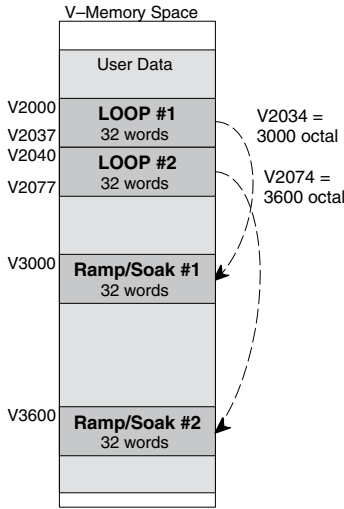 V–Memory Space
User Data
V2000
LOOP #1
V2037
32 words
V2040
LOOP #2
V2077
32 words
V2034 =
3000 octal
V2074 =
3600 octal
V3000
Ramp/Soak #1
32 words
V3600
Ramp/Soak #2
32 words